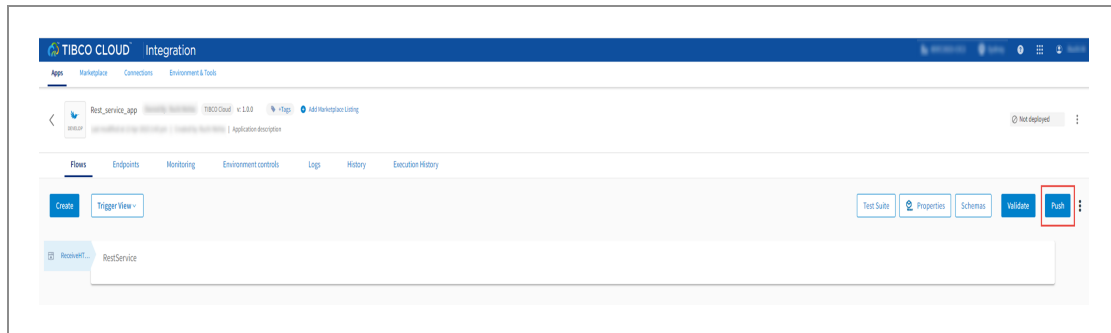 TIBCO CLOUD Integration
Apps Marketplace Connections Environment & Tools
Rest_service_app TIBCO Cloud v: 1.0.0 +Tags Add Marketplace Listing
DEVELOP | Application description
Not deployed
Flows Endpoints Monitoring Environment controls Logs History Execution History
Create Trigger View Test Suite Properties Schemas Validate Push
ReceiveHT... RestService